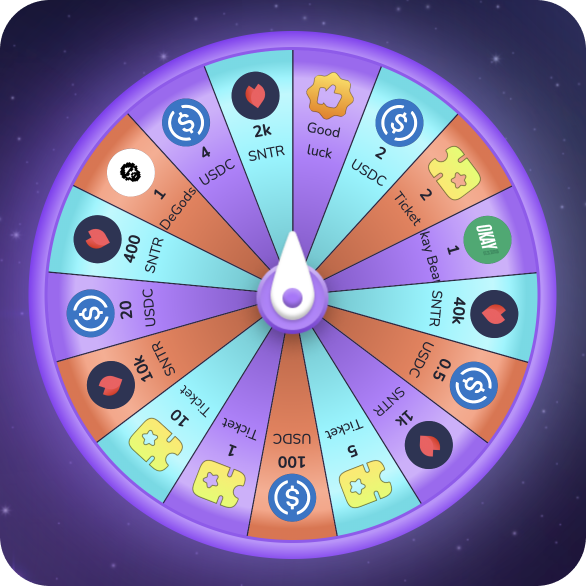 Good
luck
2
USDC
2
Ticket
OKAY
1
kay Bear
40k
SNTR
0.5
USDC
1k
SNTR
5
Ticket
100
USDC
1
Ticket
10
Ticket
10k
SNTR
20
USDC
400
SNTR
1
DeGods
4
USDC
2k
SNTR